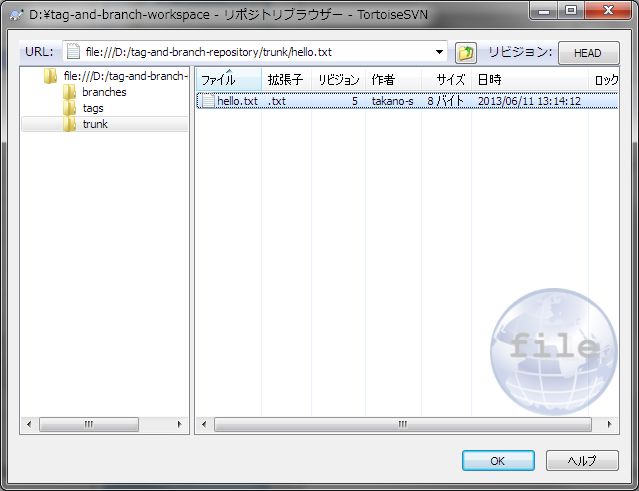 D:¥tag-and-branch-workspace - リポジトリブラウザー - TortoiseSVN
URL: file:///D:/tag-and-branch-repository/trunk/hello.txt リビジョン: HEAD
file:///D:/tag-and-branch-
branches
tags
trunk
ファイル 拡張子 リビジョン 作者 サイズ 日時 ロック
hello.txt .txt 5 takano-s 8 バイト 2013/06/11 13:14:12
file
OK ヘルプ